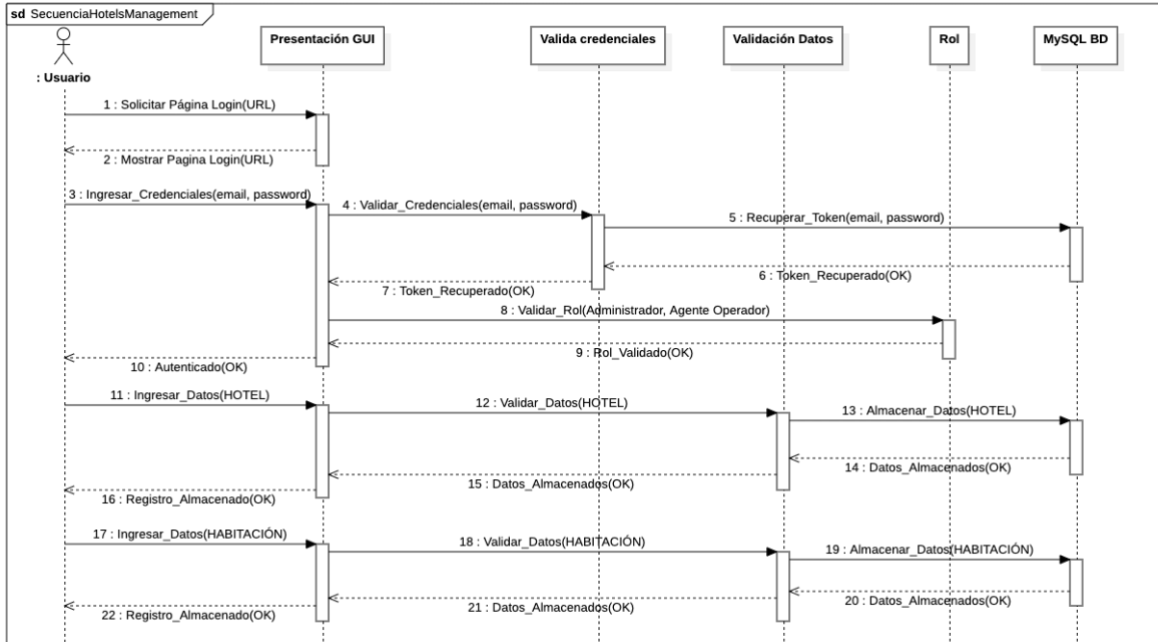 sd SecuenciaHotelsManagement
Presentación GUI
Valida credenciales
Validación Datos
Rol
MySQL BD
: Usuario
1 : Solicitar Página Login(URL)
2 : Mostrar Pagina Login(URL)
3 : Ingresar_Credenciales(email, password)
4 : Validar_Credenciales(email, password)
5 : Recuperar_Token(email, password)
6 : Token_Recuperado(OK)
7 : Token_Recuperado(OK)
8 : Validar_Rol(Administrador, Agente Operador)
9 : Rol_Validado(OK)
10 : Autenticado(OK)
11 : Ingresar_Datos(HOTEL)
12 : Validar_Datos(HOTEL)
13 : Almacenar_Datos(HOTEL)
14 : Datos_Almacenados(OK)
15 : Datos_Almacenados(OK)
16 : Registro_Almacenado(OK)
17 : Ingresar_Datos(HABITACIÓN)
18 : Validar_Datos(HABITACIÓN)
19 : Almacenar_Datos(HABITACIÓN)
20 : Datos_Almacenados(OK)
21 : Datos_Almacenados(OK)
22 : Registro_Almacenado(OK)